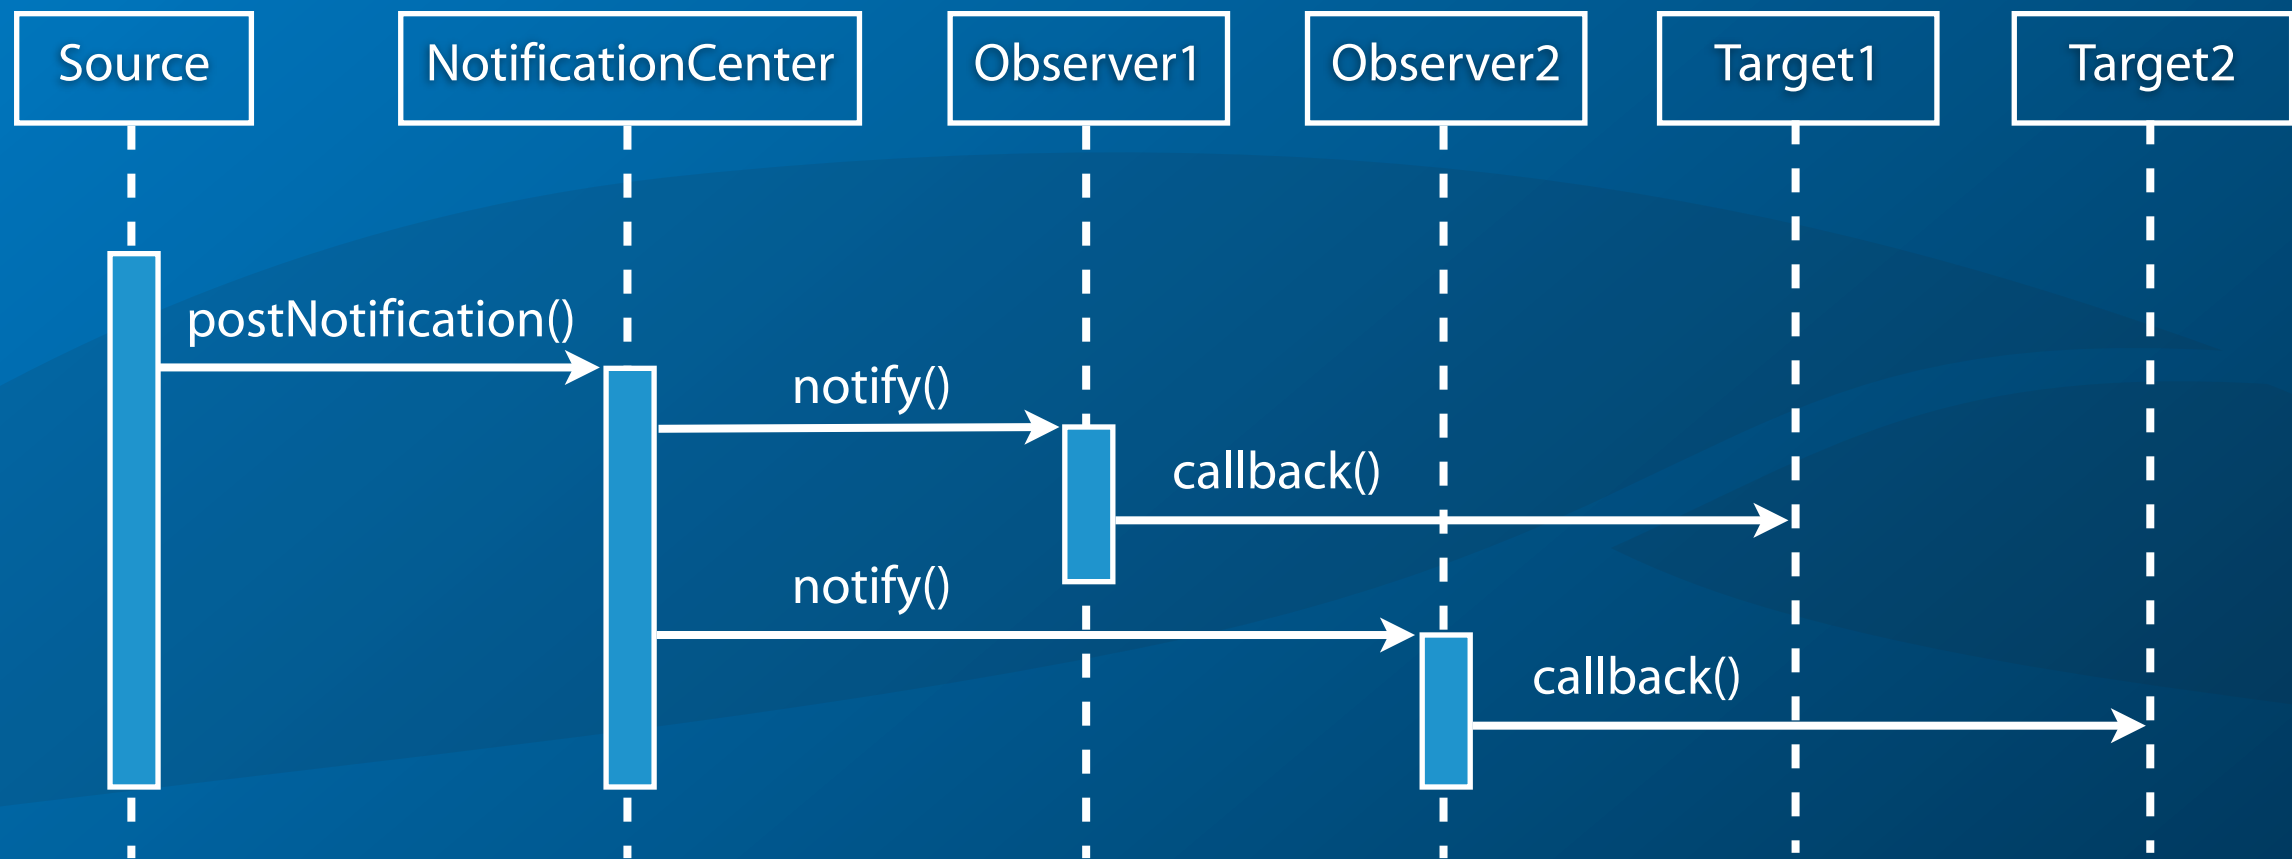 Source
NotificationCenter
Observer1
Observer2
Target1
Target2
postNotification()
notify()
callback()
notify()
callback()